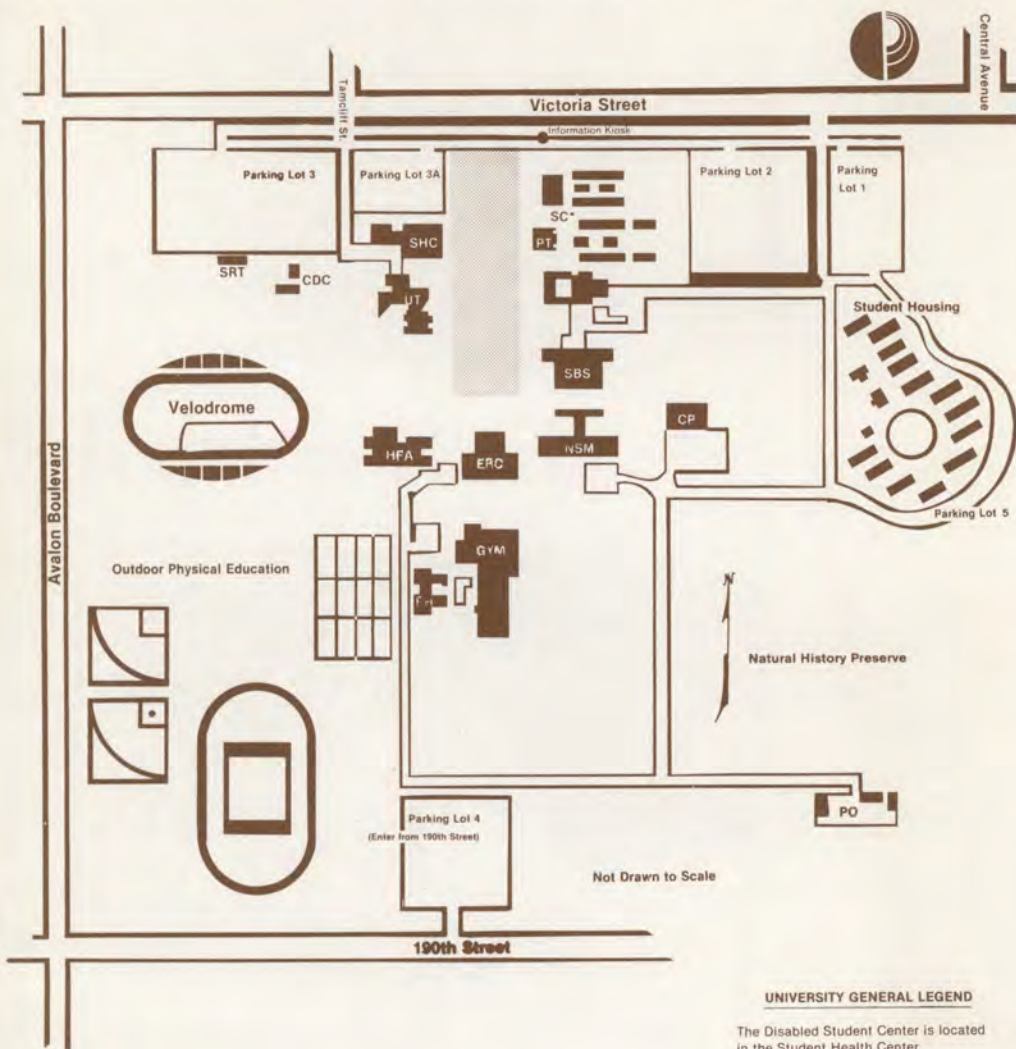 Central Avenue
Tamcliff St.
Victoria Street
Information Kiosk
Parking Lot 3
Parking Lot 3A
Parking Lot 2
Parking
Lot 1
SC*
PT
SHC
SRT
CDC
UT
Student Housing
SBS
Velodrome
CP
HFA
ERC
NSM
Parking Lot 5
Avalon Boulevard
GYM
Outdoor Physical Education
FH
N
Natural History Preserve
Parking Lot 4
(Enter from 190th Street)
PO
Not Drawn to Scale
190th Street
UNIVERSITY GENERAL LEGEND
The Disabled Student Center is located
in the Student Health Center